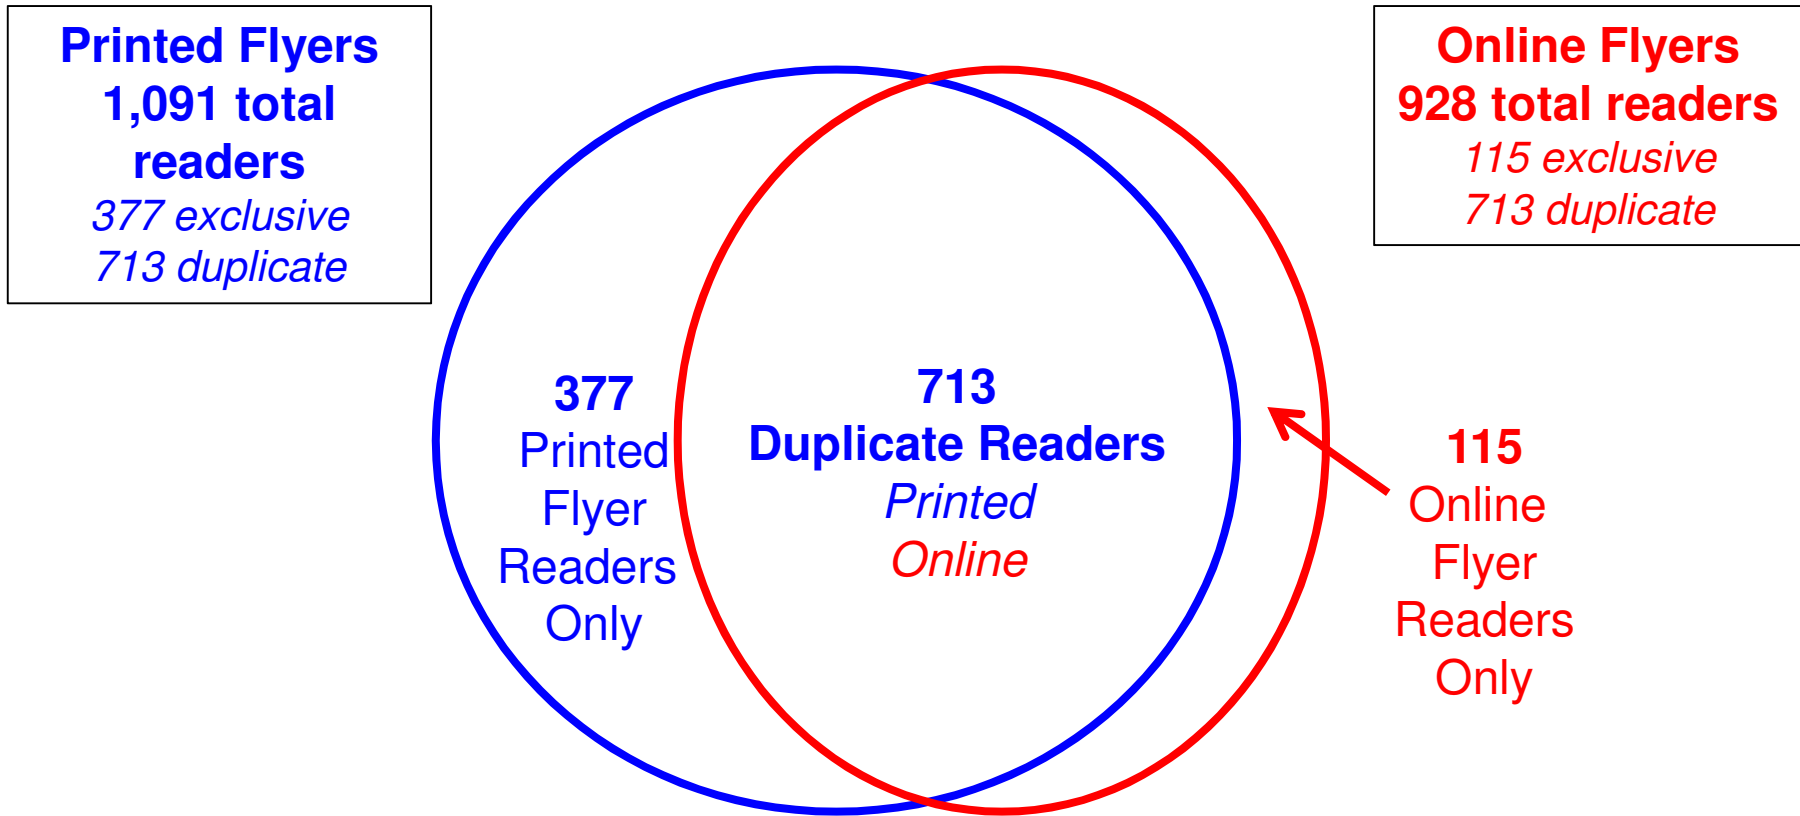 Printed Flyers
1,091 total
readers
377 exclusive
713 duplicate
Online Flyers
928 total readers
115 exclusive
713 duplicate
377
Printed
Flyer
Readers
Only
713
Duplicate Readers
Printed
Online
115
Online
Flyer
Readers
Only